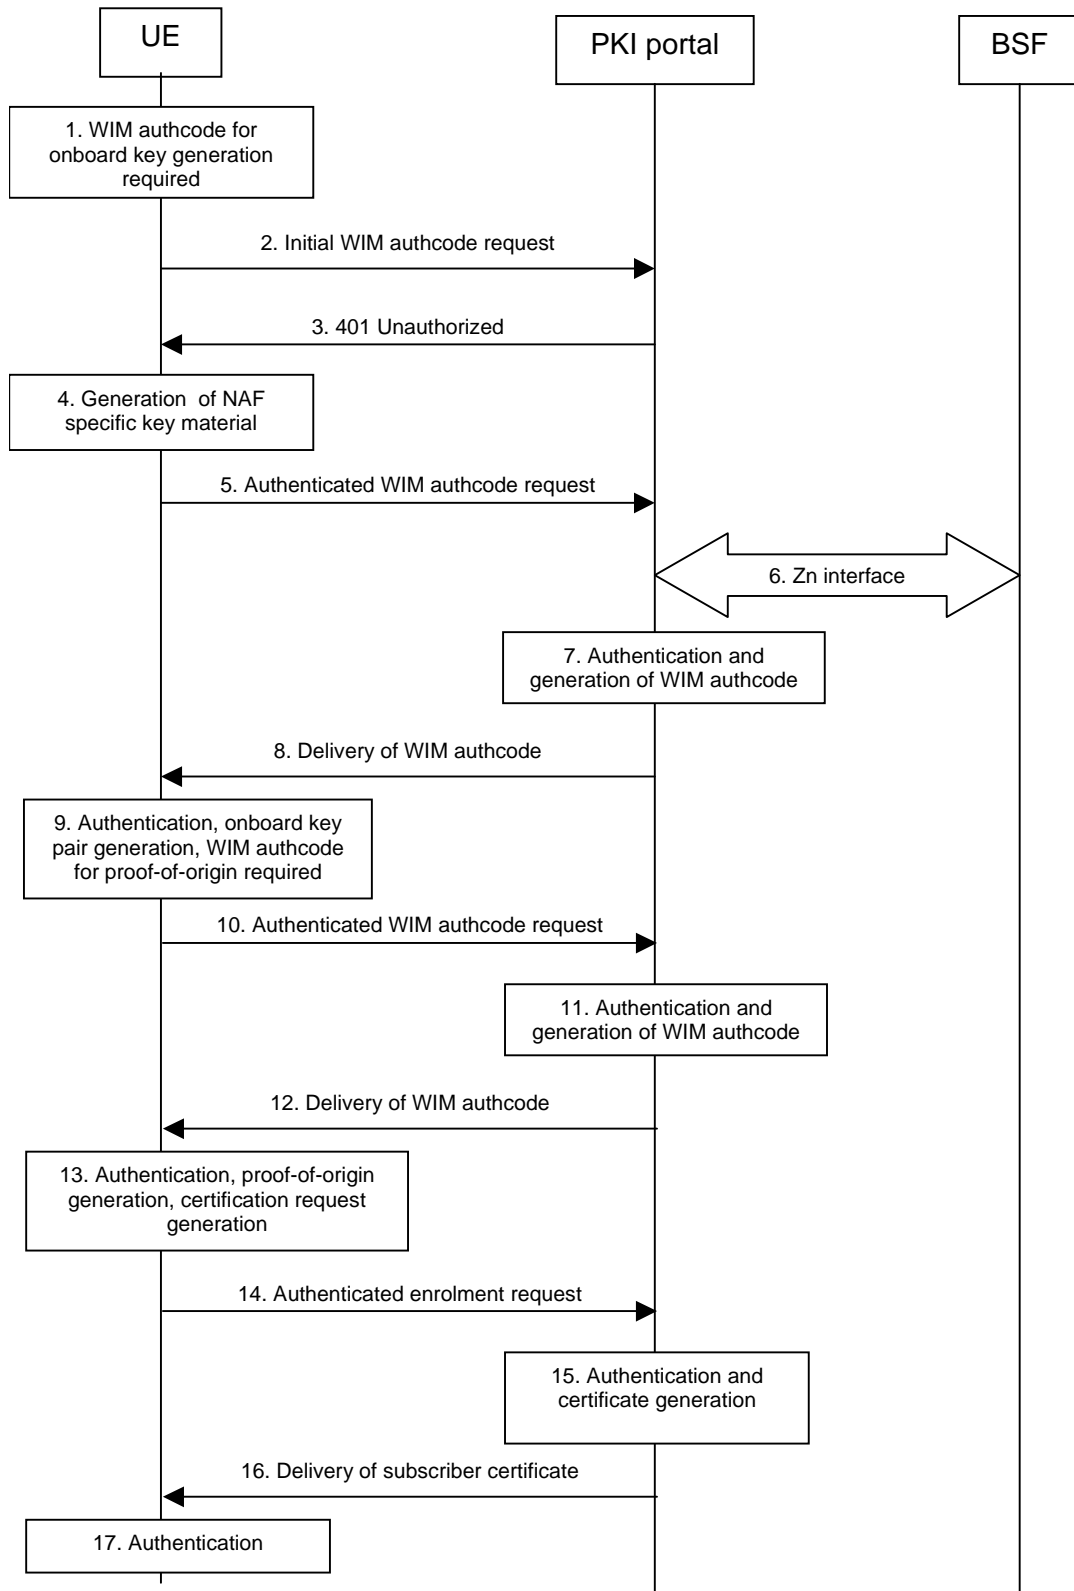 UE
PKI portal
BSF
1. WIM authcode for
onboard key generation
required
2. Initial WIM authcode request
3. 401 Unauthorized
4. Generation of NAF
specific key material
5. Authenticated WIM authcode request
6. Zn interface
7. Authentication and
generation of WIM authcode
8. Delivery of WIM authcode
9. Authentication, onboard key
pair generation, WIM authcode
for proof-of-origin required
10. Authenticated WIM authcode request
11. Authentication and
generation of WIM authcode
12. Delivery of WIM authcode
13. Authentication, proof-of-origin
generation, certification request
generation
14. Authenticated enrolment request
15. Authentication and
certificate generation
16. Delivery of subscriber certificate
17. Authentication